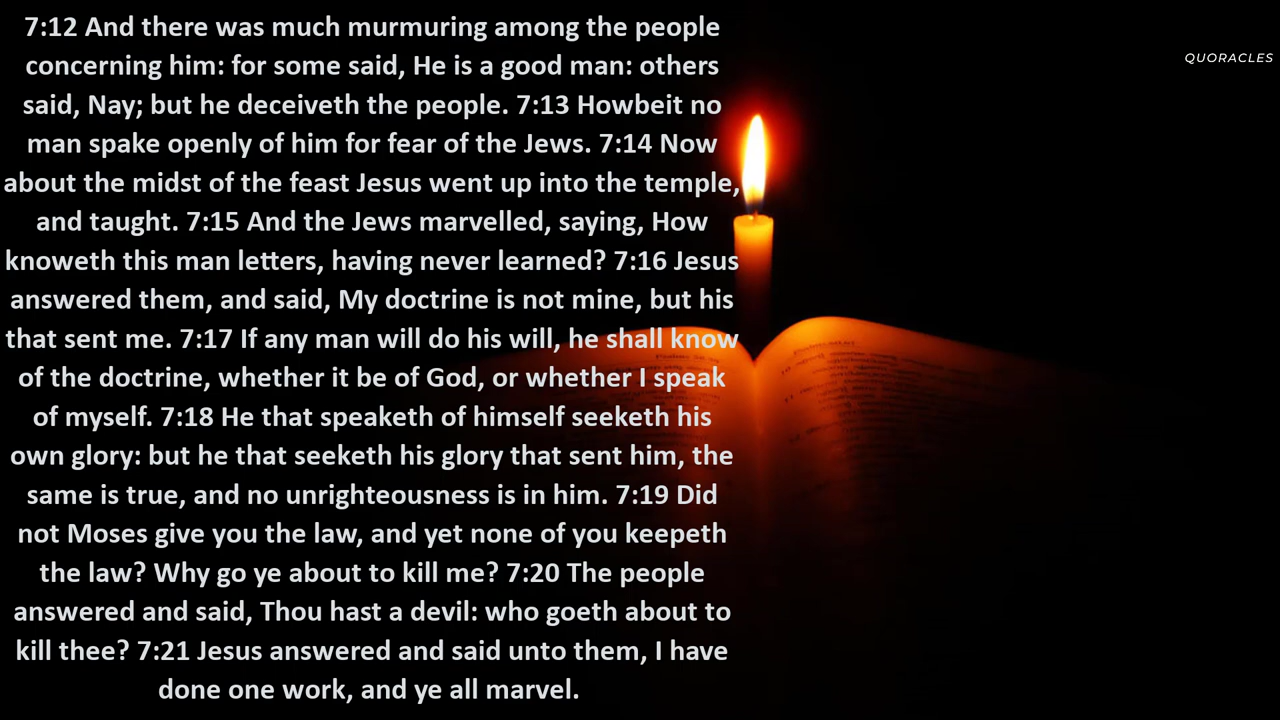 7:12 And there was much murmuring among the people
concerning him: for some said, He is a good man: others
said, Nay; but he deceiveth the people. 7:13 Howbeit no
man spake openly of him for fear of the Jews. 7:14 Now
about the midst of the feast Jesus went up into the temple,
and taught. 7:15 And the Jews marvelled, saying, How
knoweth this man letters, having never learned? 7:16 Jesus
answered them, and said, My doctrine is not mine, but his
that sent me. 7:17 If any man will do his will, he shall know
of the doctrine, whether it be of God, or whether I speak
of myself. 7:18 He that speaketh of himself seeketh his
own glory: but he that seeketh his glory that sent him, the
same is true, and no unrighteousness is in him. 7:19 Did
not Moses give you the law, and yet none of you keepeth
the law? Why go ye about to kill me? 7:20 The people
answered and said, Thou hast a devil: who goeth about to
kill thee? 7:21 Jesus answered and said unto them, I have
done one work, and ye all marvel.
QUORACLES